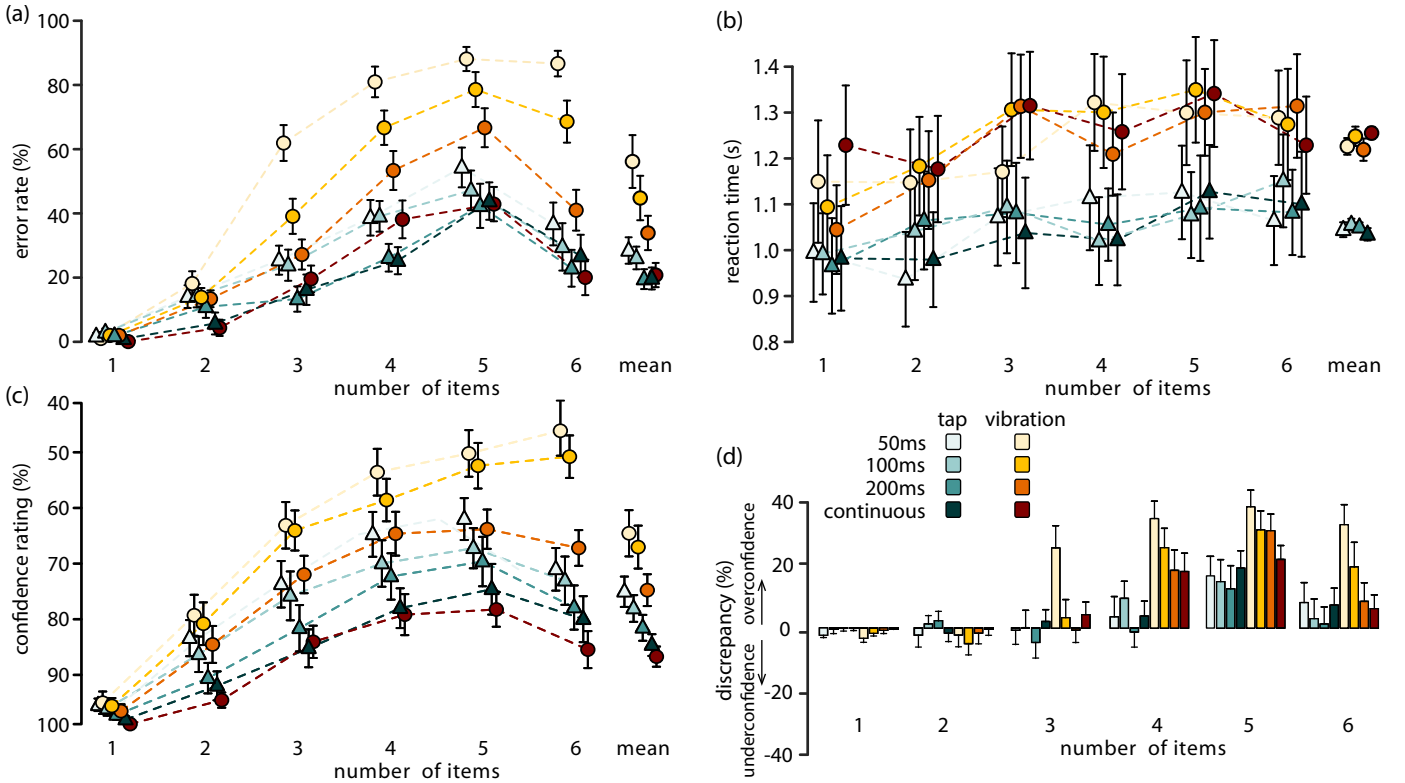 (a)
100
80
60
40
20
0
error rate (%)
1 2 3 4 5 6 mean
number of items
(b)
1.4
1.3
1.2
1.1
1.0
0.9
0.8
reaction time (s)
1 2 3 4 5 6 mean
number of items
(c)
40
50
60
70
80
90
100
confidence rating (%)
1 2 3 4 5 6 mean
number of items
tap vibration
50ms
100ms
200ms
continuous
(d)
40
20
0
-20
-40
discrepancy (%)
underconfidence overconfidence
1 2 3 4 5 6
number of items